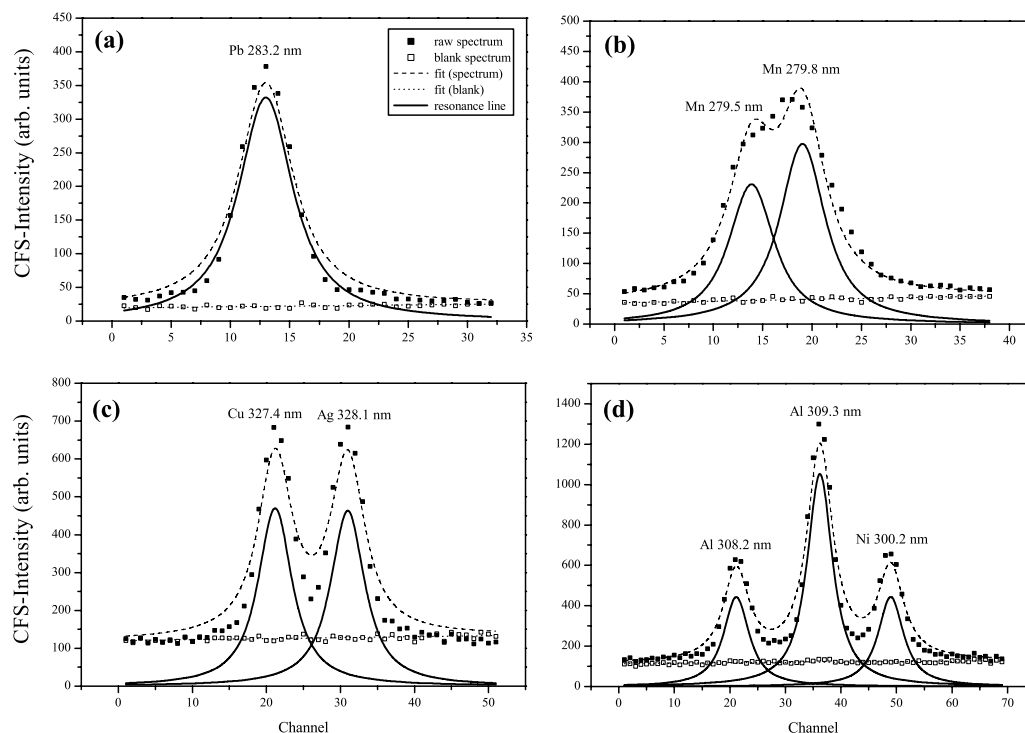 (a)
Pb 283.2 nm
raw spectrum
blank spectrum
fit (spectrum)
fit (blank)
resonance line
CFS-Intensity (arb. units)
450
400
350
300
250
200
150
100
50
0
0 5 10 15 20 25 30 35
(b)
Mn 279.8 nm
Mn 279.5 nm
500
450
400
350
300
250
200
150
100
50
0
0 5 10 15 20 25 30 35 40
(c)
Cu 327.4 nm Ag 328.1 nm
CFS-Intensity (arb. units)
800
700
600
500
400
300
200
100
0
0 10 20 30 40 50
Channel
(d)
Al 309.3 nm
Al 308.2 nm
Ni 300.2 nm
1400
1200
1000
800
600
400
200
0
0 10 20 30 40 50 60 70
Channel